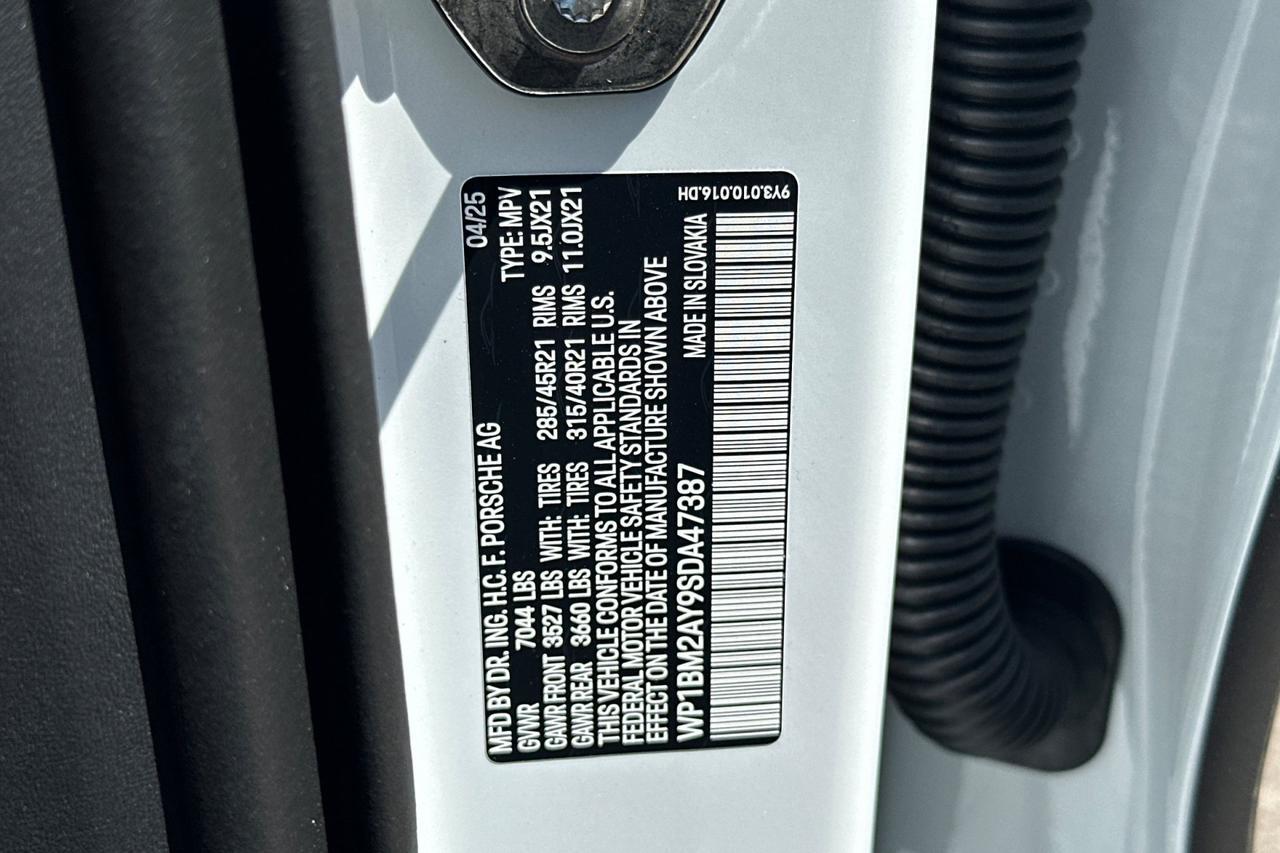 MFD BY DR. ING. H.C. F. PORSCHE AG 04/25
GVWR 7044 LBS TYPE: MPV
GAWR FRONT 3527 LBS WITH: TIRES 285/45R21 RIMS 9.5JX21
GAWR REAR 3660 LBS WITH: TIRES 315/40R21 RIMS 11.0JX21
THIS VEHICLE CONFORMS TO ALL APPLICABLE U.S.
FEDERAL MOTOR VEHICLE SAFETY STANDARDS IN
EFFECT ON THE DATE OF MANUFACTURE SHOWN ABOVE
WP1BM2AY9SDA47387 MADE IN SLOVAKIA
9Y3.010.016.DH